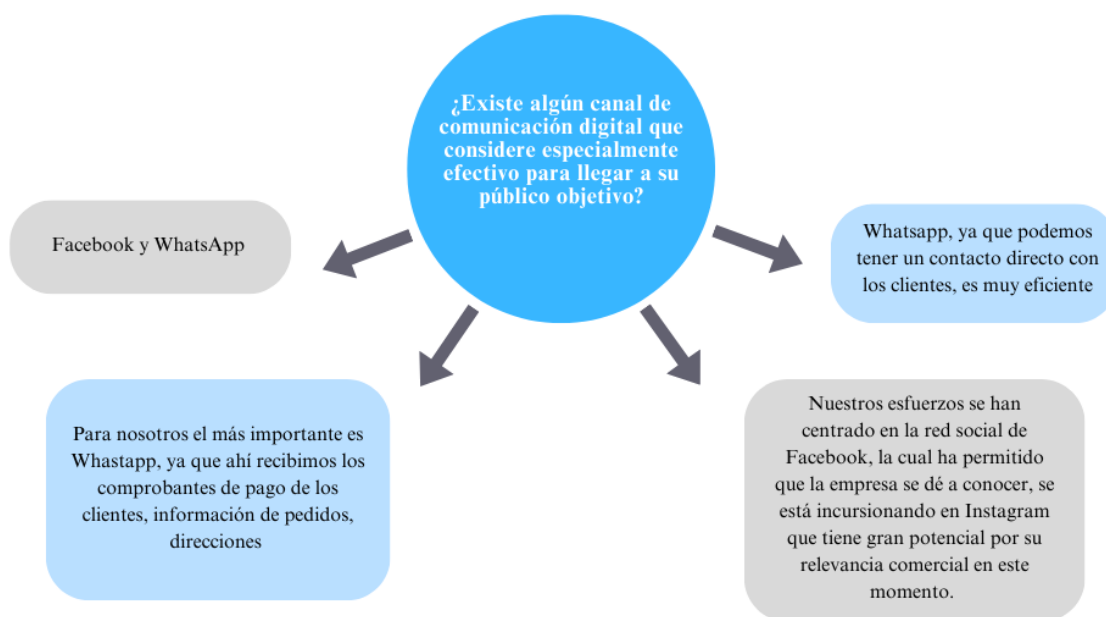 ¿Existe algún canal de
comunicación digital que
considere especialmente
efectivo para llegar a su
público objetivo?
Facebook y WhatsApp
Whatsapp, ya que podemos
tener un contacto directo con
los clientes, es muy eficiente
Para nosotros el más importante es
Whastapp, ya que ahí recibimos los
comprobantes de pago de los
clientes, información de pedidos,
direcciones
Nuestros esfuerzos se han
centrado en la red social de
Facebook, la cual ha permitido
que la empresa se dé a conocer, se
está incursionando en Instagram
que tiene gran potencial por su
relevancia comercial en este
momento.